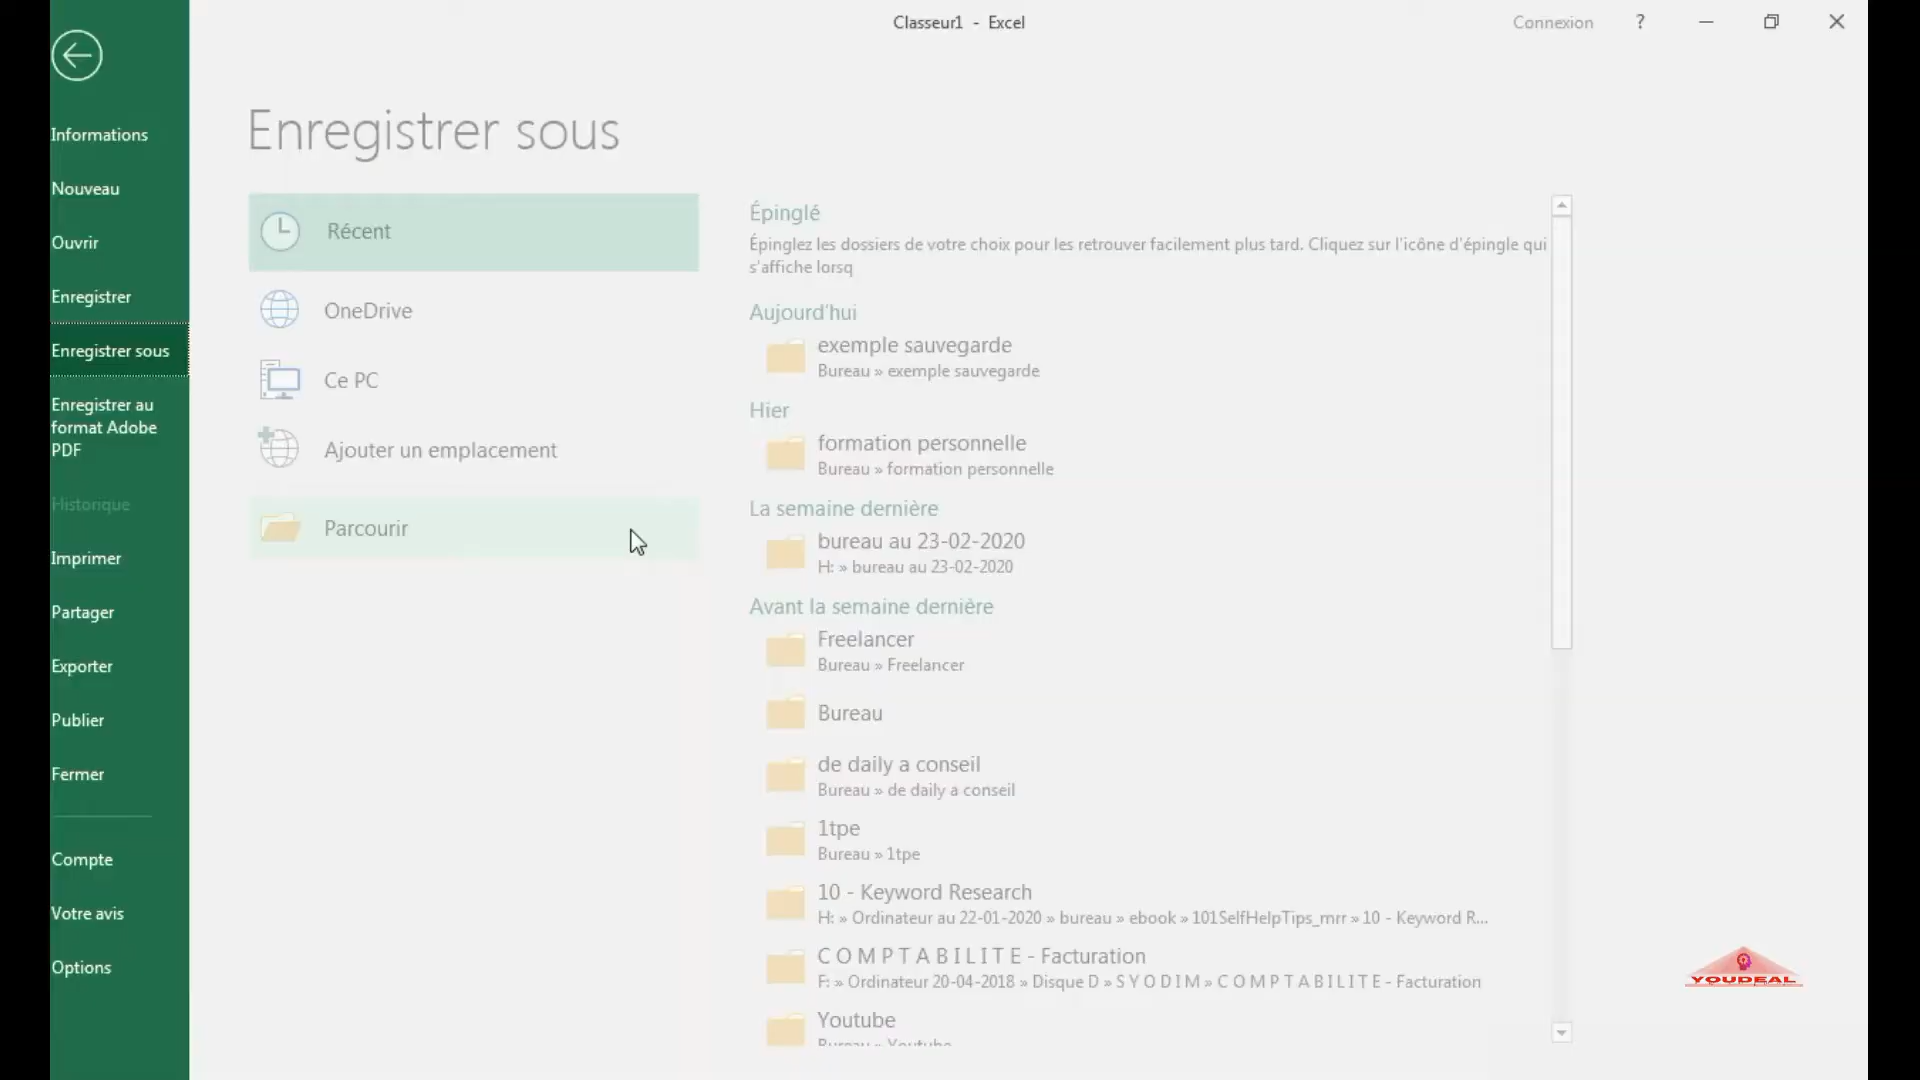 Classeur1 - Excel
Connexion
?
Informations
Nouveau
Ouvrir
Enregistrer
Enregistrer sous
Enregistrer au
format Adobe
PDF
Historique
Imprimer
Partager
Exporter
Publier
Fermer
Compte
Votre avis
Options
Enregistrer sous
Récent
OneDrive
Ce PC
Ajouter un emplacement
Parcourir
Épinglé
Épinglez les dossiers de votre choix pour les retrouver facilement plus tard. Cliquez sur l'icône d'épingle qui
s'affiche lorsq
Aujourd'hui
exemple sauvegarde
Bureau » exemple sauvegarde
Hier
formation personnelle
Bureau » formation personnelle
La semaine dernière
bureau au 23-02-2020
H: » bureau au 23-02-2020
Avant la semaine dernière
Freelancer
Bureau » Freelancer
Bureau
de daily a conseil
Bureau » de daily a conseil
1tpe
Bureau » 1tpe
10 - Keyword Research
H: » Ordinateur au 22-01-2020 » bureau » ebook » 101SelfHelpTips_mrr » 10 - Keyword R...
C O M P T A B I L I T E - Facturation
F: » Ordinateur 20-04-2018 » Disque D » S Y O D I M » C O M P T A B I L I T E - Facturation
Youtube
Bureau » Youtube
YOUDEAL